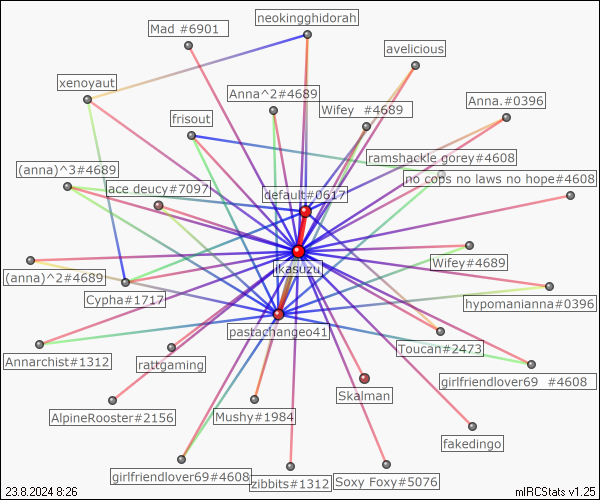 neokingghidorah
Mad #6901
avelicious
xenoyaut
Anna^2#4689
Wifey  #4689
Anna.#0396
frisout
ramshackle gorey#4608
(anna)^3#4689
no cops no laws no hope#4608
ace deucy#7097
default#0617
Wifey#4689
ikasuzu
(anna)^2#4689
Cypha#1717
hypomanianna#0396
pastachangeo41
Toucan#2473
Annarchist#1312
rattgaming
girlfriendlover69  #4608
Skalman
AlpineRooster#2156
Mushy#1984
fakedingo
girlfriendlover69#4608
zibbits#1312
Soxy Foxy#5076
23.8.2024 8:26
mIRCStats v1.25